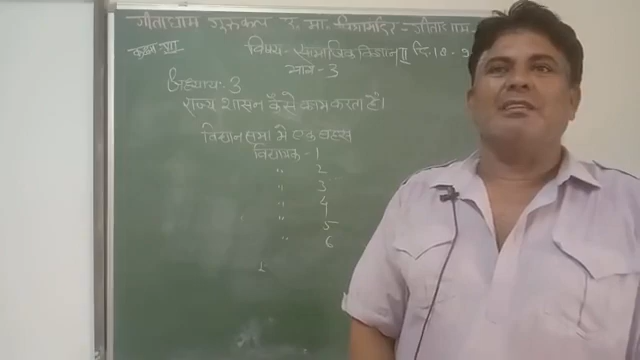 गीताधाम गुरुकुल उ. मा. विद्यामंदिर - गीताधाम -
कक्षा VII विषय - सामाजिक विज्ञान II दि. 18 - 9
भाग - 3
अध्याय: 3
राज्य शासन कैसे काम करता है।
विधान सभा में एक बहस
विधायक - 1
" 2
" 3
" 4
" 5
" 6